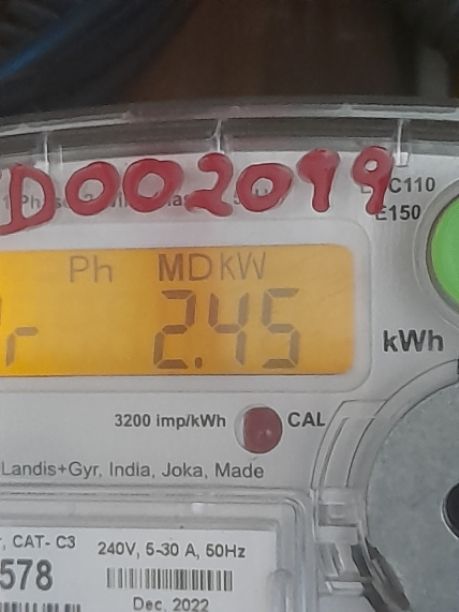 D002099
C110
E150
Ph MD KW
r 2.45
kWh
3200 imp/kWh CAL
Landis+Gyr, India, Joka, Made
, CAT- C3
240V, 5-30 A, 50Hz
578
Dec. 2022